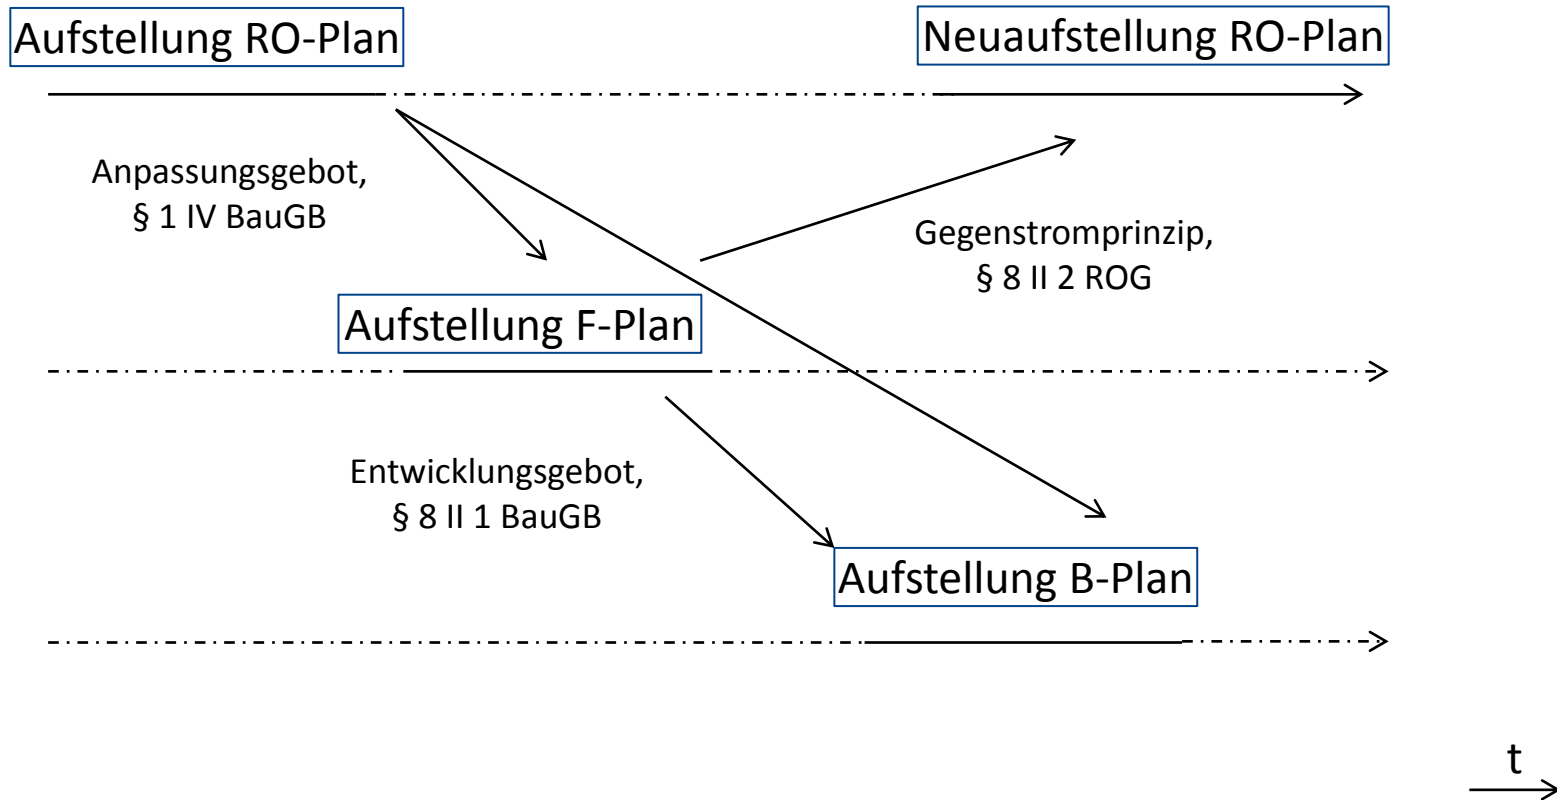 Aufstellung RO-Plan
Neuaufstellung RO-Plan
Anpassungsgebot,
§ 1 IV BauGB
Gegenstromprinzip,
§ 8 II 2 ROG
Aufstellung F-Plan
Entwicklungsgebot,
§ 8 II 1 BauGB
Aufstellung B-Plan
t